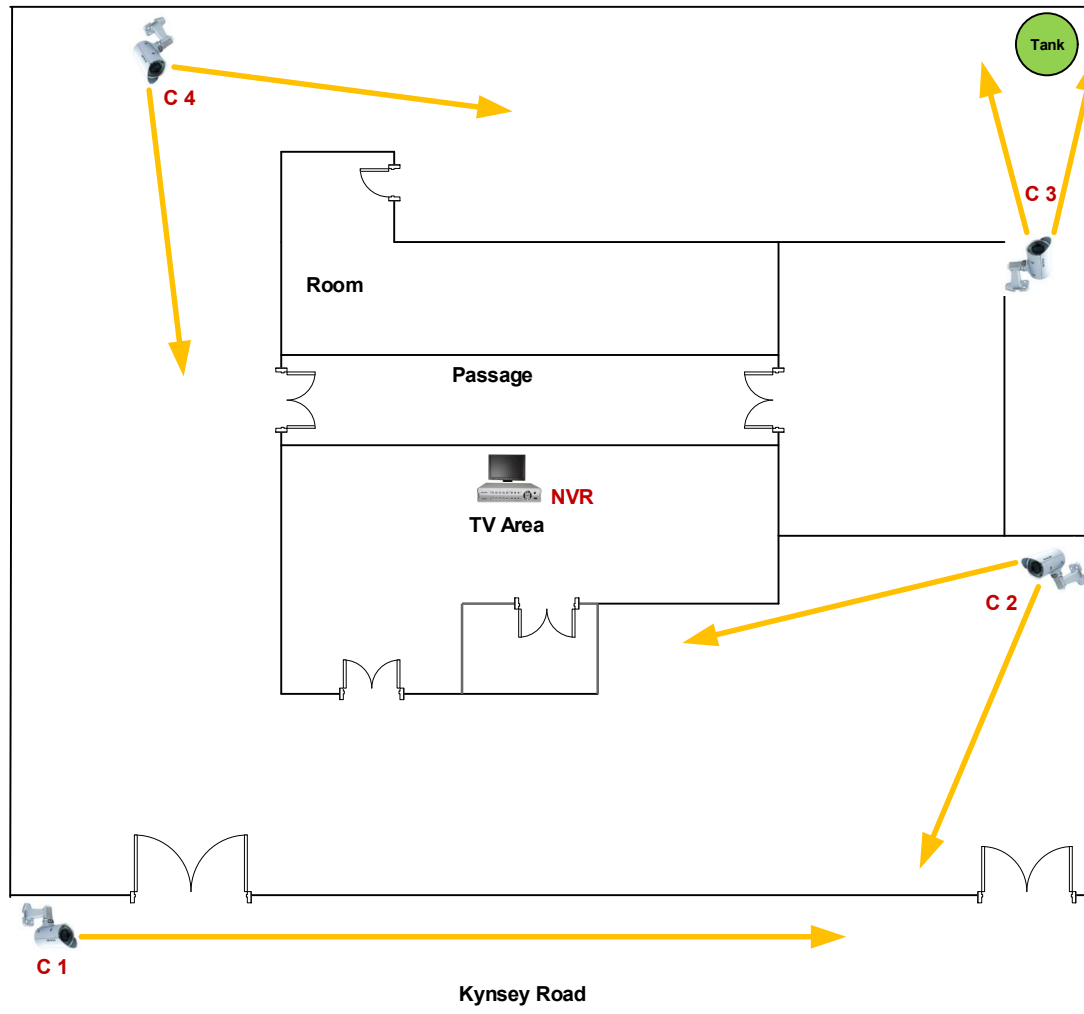 Tank
C 4
C 3
Room
Passage
NVR
TV Area
C 2
C 1
Kynsey Road